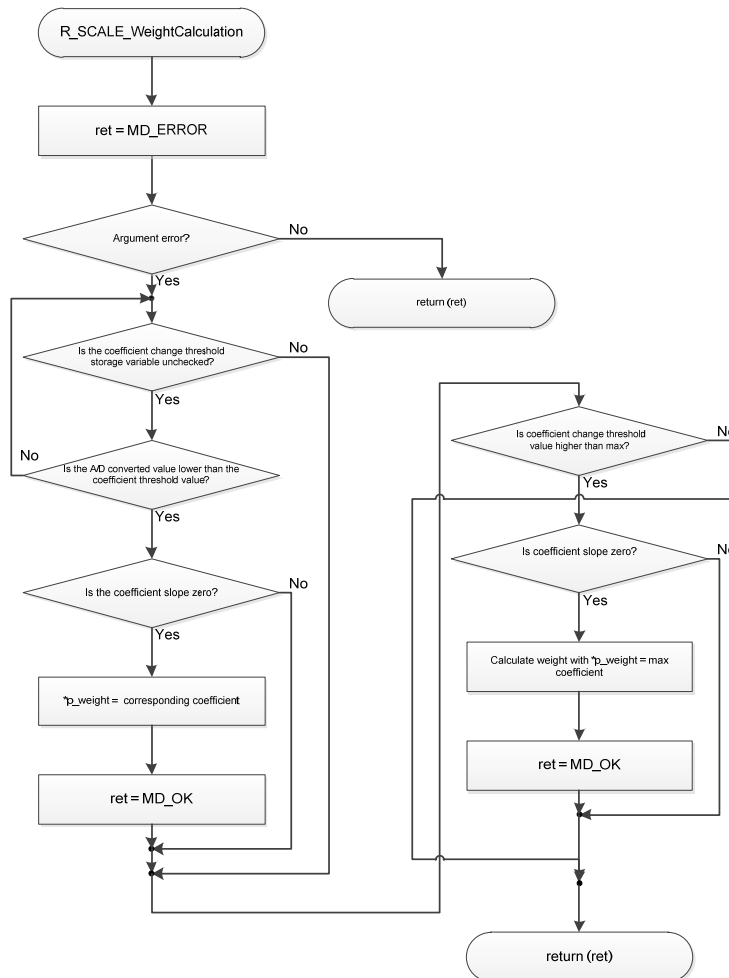 R_SCALE_WeightCalculation
ret = MD_ERROR
Argument error?
No
Yes
return (ret)
Is the coefficient change threshold
storage variable unchecked?
No
Yes
Is the A/D converted value lower than the
coefficient threshold value?
No
Yes
Is the coefficient slope zero?
No
Yes
*p_weight = corresponding coefficient
ret = MD_OK
Is coefficient change threshold
value higher than max?
No
Yes
Is coefficient slope zero?
No
Yes
Calculate weight with *p_weight = max
coefficient
ret = MD_OK
return (ret)